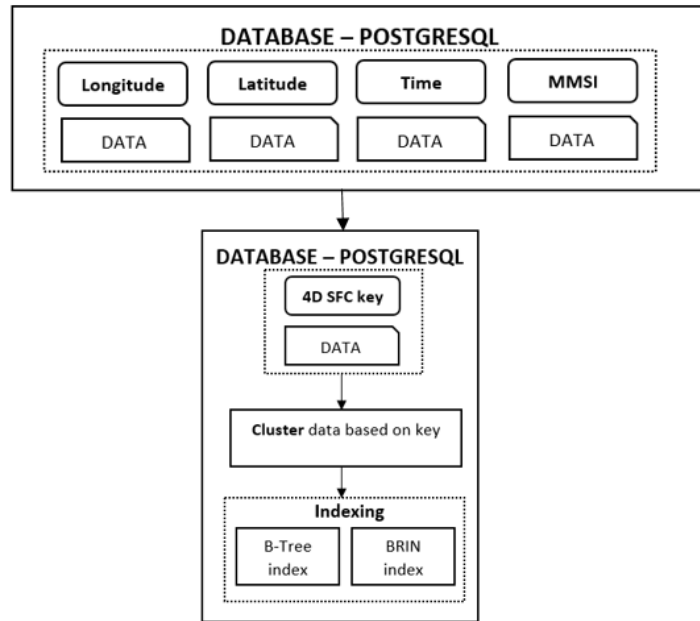 DATABASE – POSTGRESQL
Longitude Latitude Time MMSI
DATA DATA DATA DATA
DATABASE – POSTGRESQL
4D SFC key
DATA
Cluster data based on key
Indexing
B-Tree
index
BRIN
index